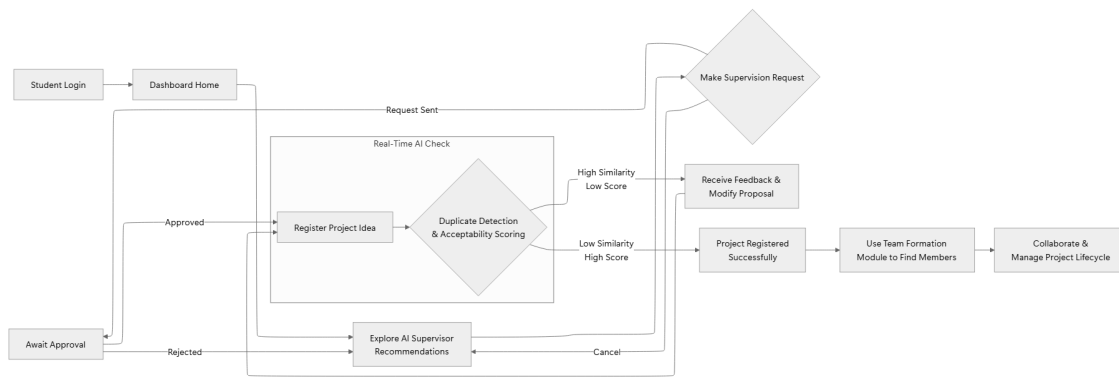 Make Supervision Request
Student Login
Dashboard Home
Request Sent
Real-Time AI Check
High Similarity
Low Score
Receive Feedback &
Modify Proposal
Duplicate Detection
& Acceptability Scoring
Approved
Register Project Idea
Low Similarity
High Score
Project Registered
Successfully
Use Team Formation
Module to Find Members
Collaborate &
Manage Project Lifecycle
Await Approval
Rejected
Explore AI Supervisor
Recommendations
Cancel